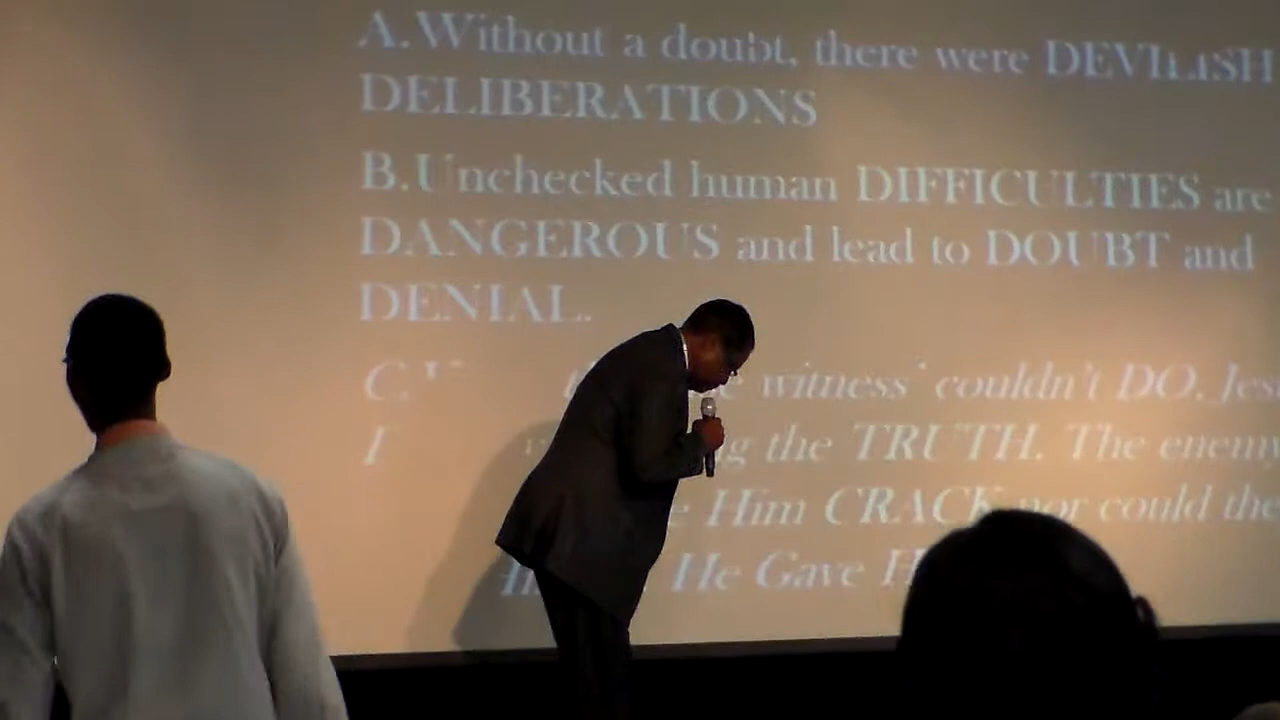 A. Without a doubt, there were DEVILISH
DELIBERATIONS
B. Unchecked human DIFFICULTIES are
DANGEROUS and lead to DOUBT and
DENIAL.
C. witness' couldn't DO, 
the TRUTH. The enemy
Him CRACK nor could the
He Gave